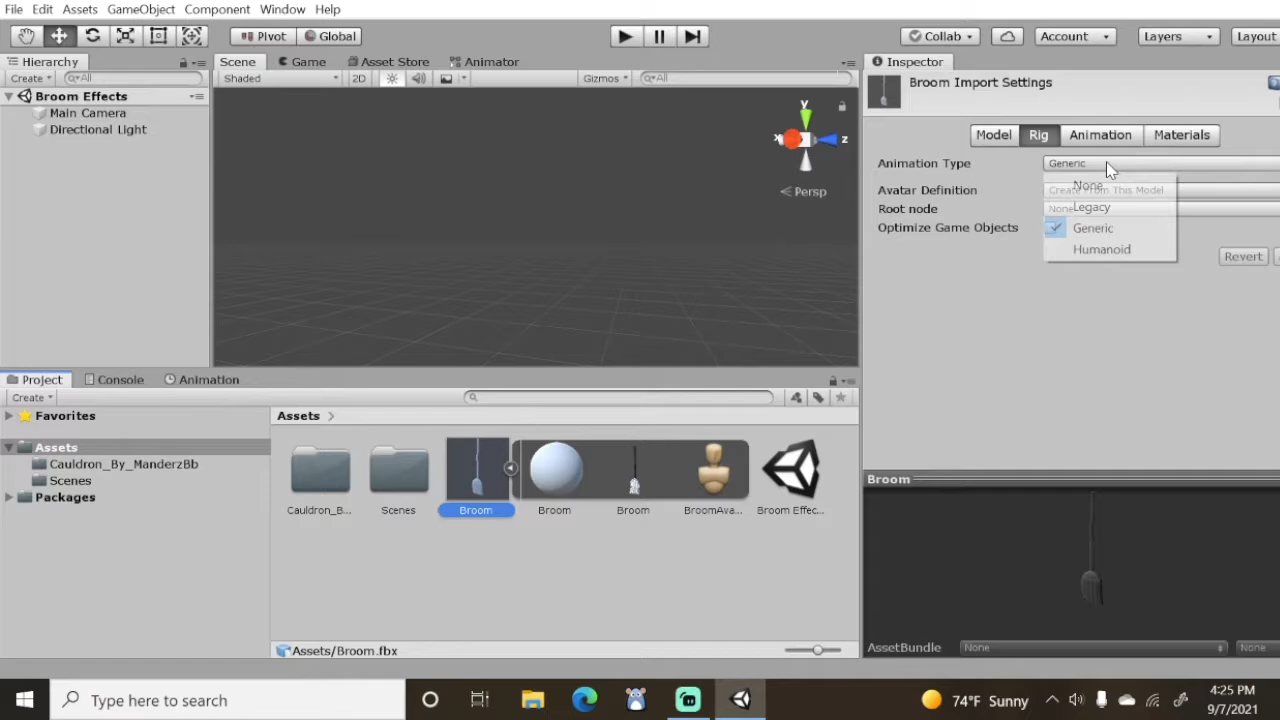 File Edit Assets GameObject Component Window Help
Pivot Global Collab Account Layers Layout
Hierarchy Scene Game Asset Store Animator Inspector
Create All Shaded 2D Gizmos All
Broom Import Settings
Broom Effects
Main Camera
Directional Light
y
x z
Persp
Model Rig Animation Materials
Animation Type Generic
None
Avatar Definition Create From This Model
Legacy
Root node None
Optimize Game Objects Generic
Humanoid
Revert
Project Console Animation
Create
Favorites
Assets
Cauldron_By_ManderzBb
Scenes
Packages
Assets
Cauldron_B... Scenes Broom Broom Broom BroomAva... Broom Effec...
Assets/Broom.fbx
Broom
AssetBundle None None
Type here to search
74°F Sunny
4:25 PM
9/7/2021